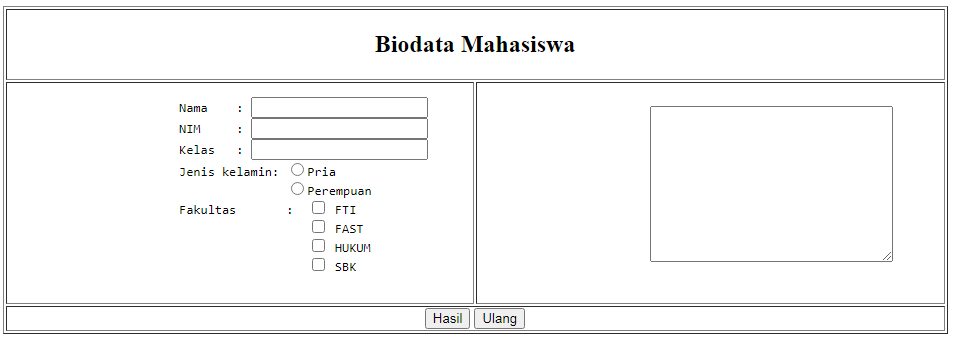 Biodata Mahasiswa
Nama :
NIM :
Kelas :
Jenis kelamin: Pria
Perempuan
Fakultas : FTI
FAST
HUKUM
SBK
Hasil Ulang